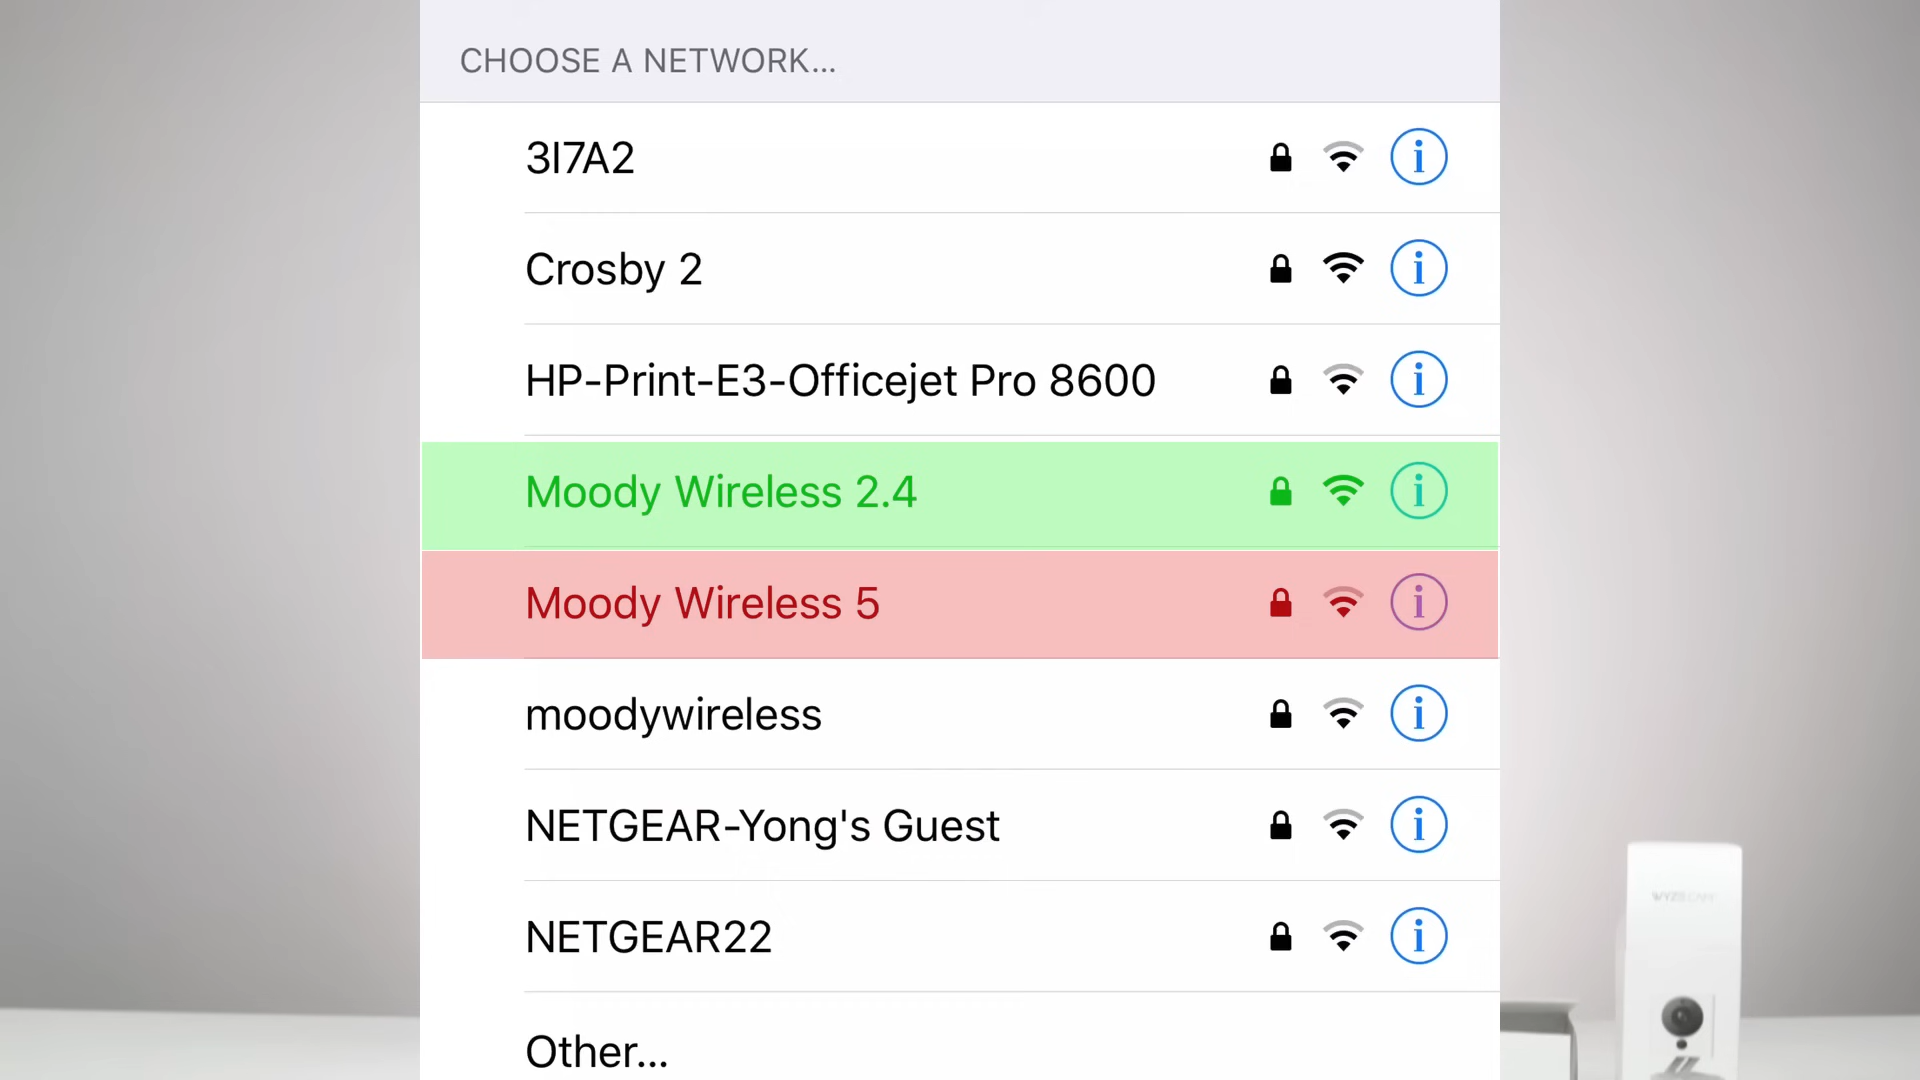 CHOOSE A NETWORK...
3I7A2
Crosby 2
HP-Print-E3-Officejet Pro 8600
Moody Wireless 2.4
Moody Wireless 5
moodywireless
NETGEAR-Yong's Guest
NETGEAR22
Other...
WYZECAM